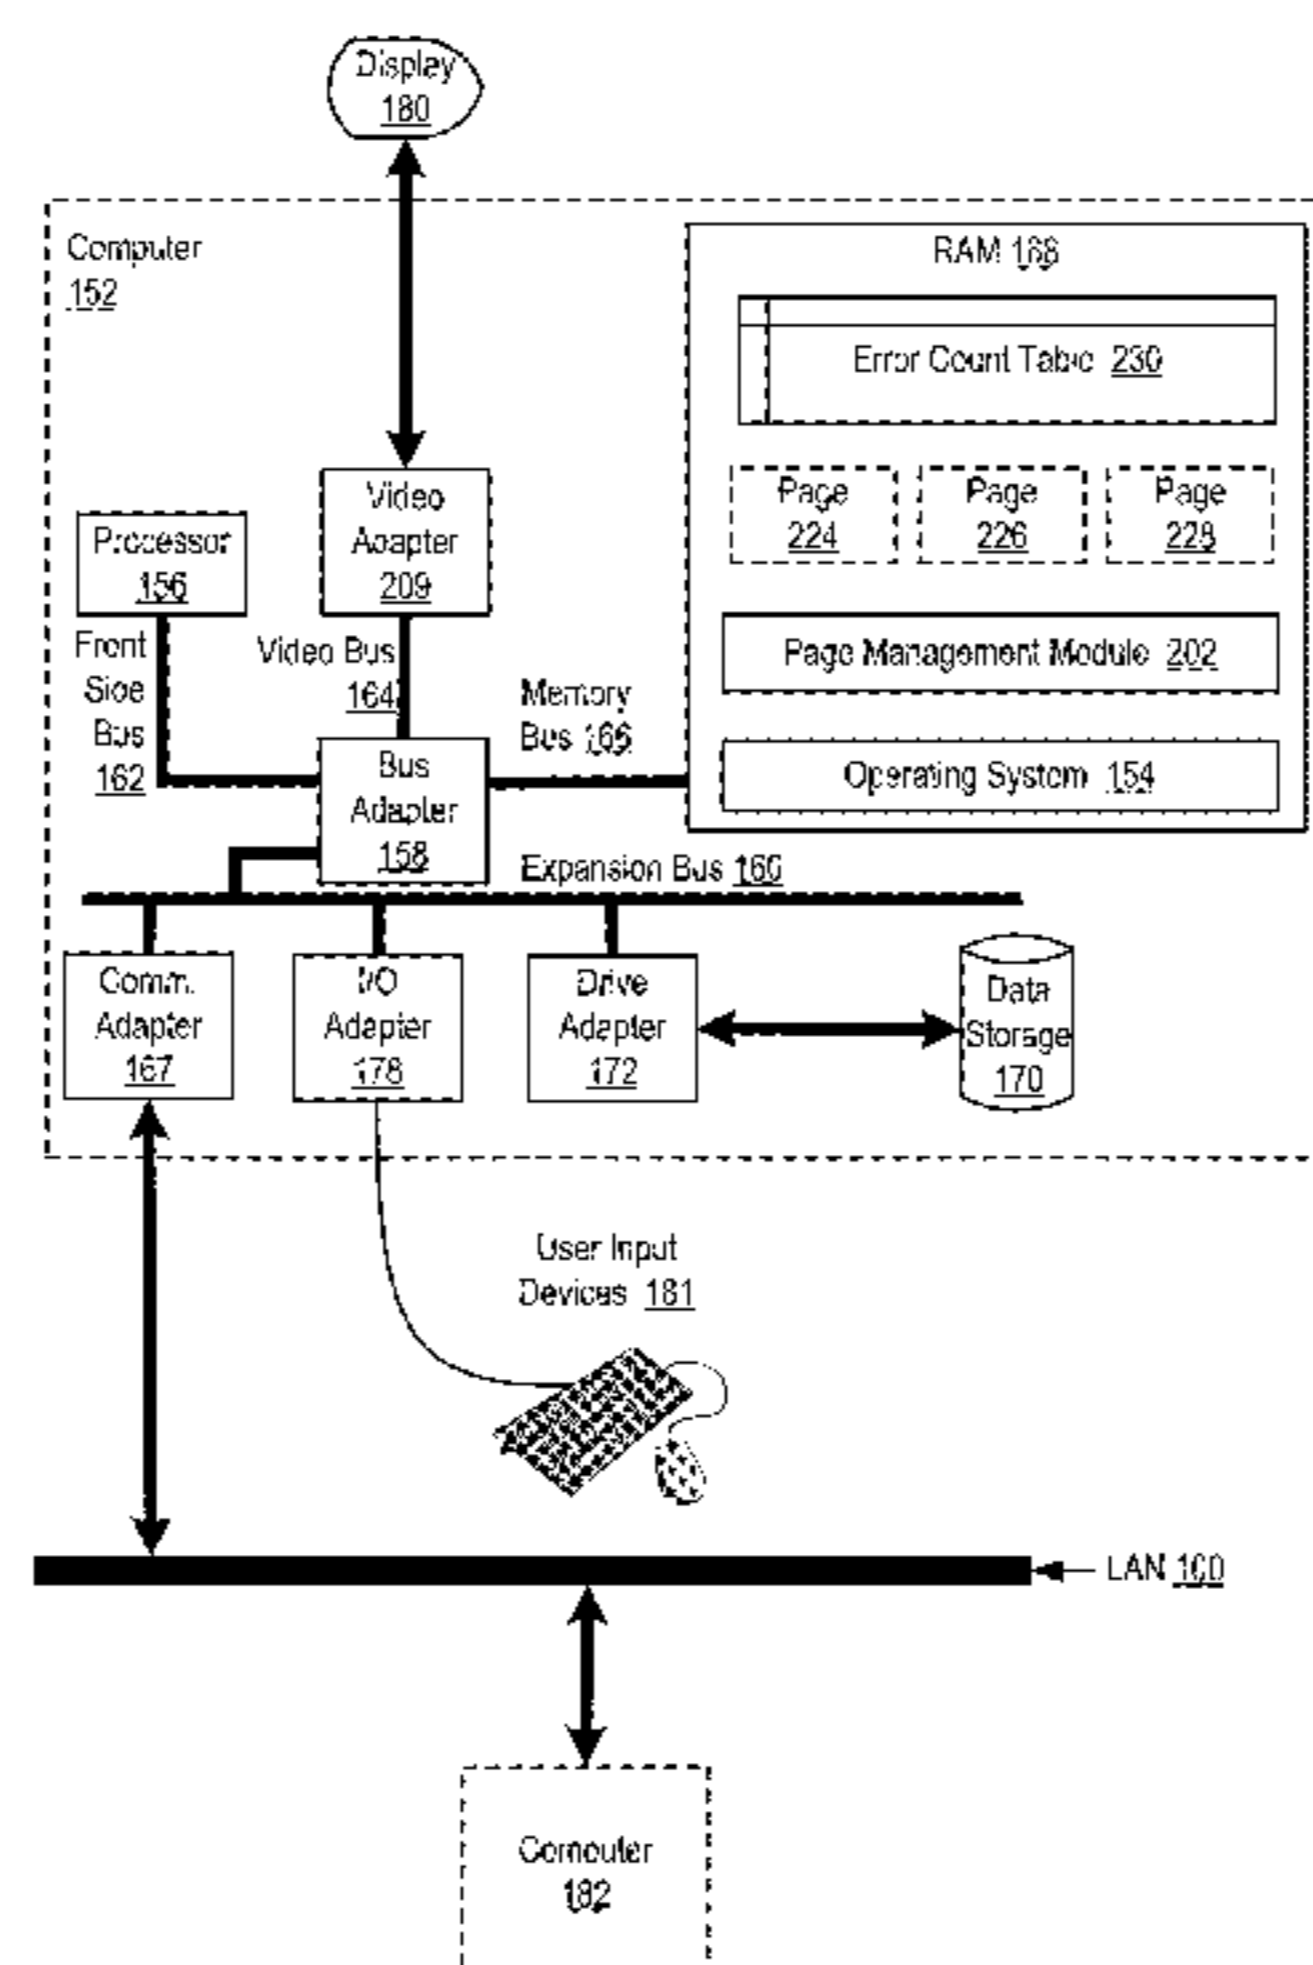 Display
180
Computer
152
RAM 168
Error Count Table 230
Page
224
Page
226
Page
228
Page Management Module 202
Operating System 154
Video
Adapter
209
Processor
156
Front
Side
Bus
162
Video Bus
164
Memory
Bus 166
Bus
Adapter
158
Expansion Bus 160
Comm.
Adapter
167
I/O
Adapter
178
Drive
Adapter
172
Data
Storage
170
User Input
Devices 181
LAN 100
Computer
182